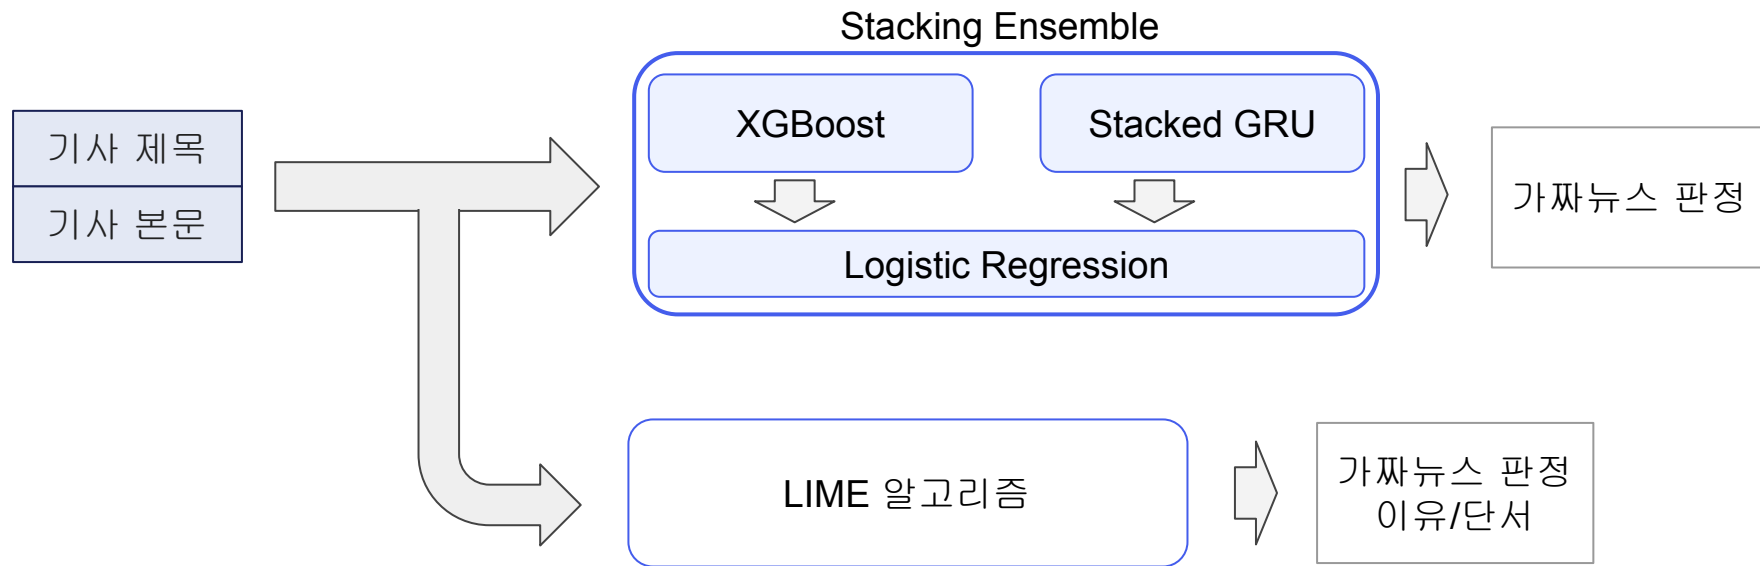 Stacking Ensemble
기사 제목
기사 본문
XGBoost
Stacked GRU
Logistic Regression
가짜뉴스 판정
LIME 알고리즘
가짜뉴스 판정
이유/단서